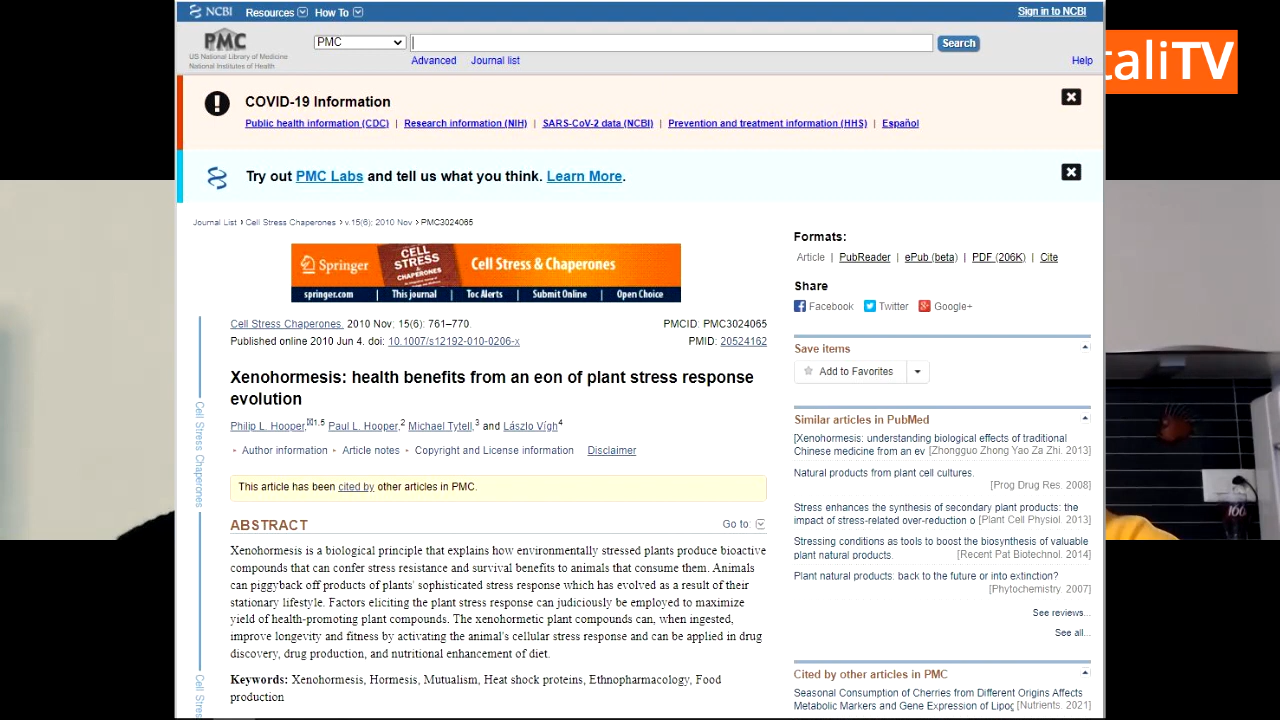 NCBI Resources How To Sign in to NCBI
PMC
US National Library of Medicine
National Institutes of Health
PMC Search
Advanced Journal list Help
taliTV
COVID-19 Information
Public health information (CDC) | Research information (NIH) | SARS-CoV-2 data (NCBI) | Prevention and treatment information (HHS) | Español
Try out PMC Labs and tell us what you think. Learn More.
Journal List › Cell Stress Chaperones › v.15(6); 2010 Nov › PMC3024065
Springer CELL STRESS & CHAPERONES Cell Stress & Chaperones
springer.com | This journal | Toc Alerts | Submit Online | Open Choice
Cell Stress Chaperones. 2010 Nov; 15(6): 761–770. PMCID: PMC3024065
Published online 2010 Jun 4. doi: 10.1007/s12192-010-0206-x PMID: 20524162
Xenohormesis: health benefits from an eon of plant stress response
evolution
Philip L. Hooper,1,5 Paul L. Hooper,2 Michael Tytell,3 and Lászlo Vígh4
Author information Article notes Copyright and License information Disclaimer
This article has been cited by other articles in PMC.
ABSTRACT Go to:
Xenohormesis is a biological principle that explains how environmentally stressed plants produce bioactive
compounds that can confer stress resistance and survival benefits to animals that consume them. Animals
can piggyback off products of plants' sophisticated stress response which has evolved as a result of their
stationary lifestyle. Factors eliciting the plant stress response can judiciously be employed to maximize
yield of health-promoting plant compounds. The xenohormetic plant compounds can, when ingested,
improve longevity and fitness by activating the animal's cellular stress response and can be applied in drug
discovery, drug production, and nutritional enhancement of diet.
Keywords: Xenohormesis, Hormesis, Mutualism, Heat shock proteins, Ethnopharmacology, Food
production
Cell Stress Chaperones
Cell Stres
Formats:
Article | PubReader | ePub (beta) | PDF (206K) | Cite
Share
Facebook Twitter Google+
Save items
Add to Favorites
Similar articles in PubMed
[Xenohormesis: understanding biological effects of traditional
Chinese medicine from an ev [Zhongguo Zhong Yao Za Zhi. 2013]
Natural products from plant cell cultures.
[Prog Drug Res. 2008]
Stress enhances the synthesis of secondary plant products: the
impact of stress-related over-reduction o [Plant Cell Physiol. 2013]
Stressing conditions as tools to boost the biosynthesis of valuable
plant natural products. [Recent Pat Biotechnol. 2014]
Plant natural products: back to the future or into extinction?
[Phytochemistry. 2007]
See reviews...
See all...
Cited by other articles in PMC
Seasonal Consumption of Cherries from Different Origins Affects
Metabolic Markers and Gene Expression of Lipog [Nutrients. 2021]